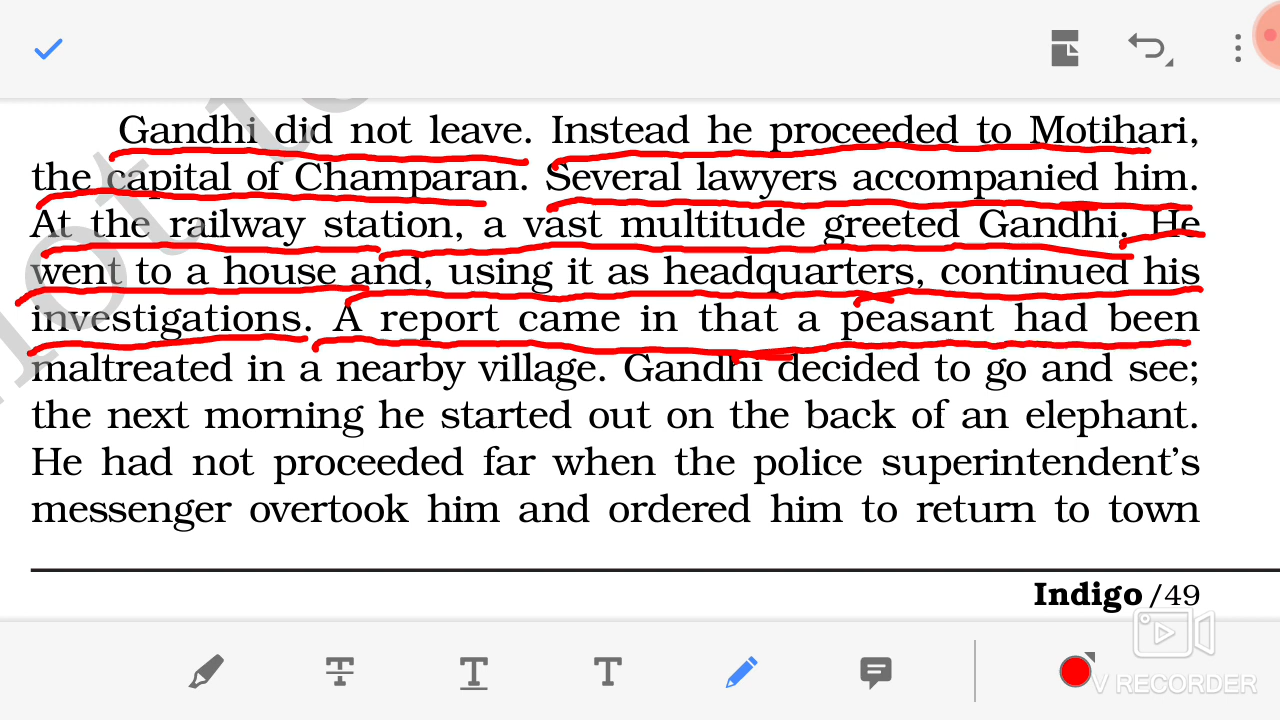 Gandhi did not leave. Instead he proceeded to Motihari,
the capital of Champaran. Several lawyers accompanied him.
At the railway station, a vast multitude greeted Gandhi. He
went to a house and, using it as headquarters, continued his
investigations. A report came in that a peasant had been
maltreated in a nearby village. Gandhi decided to go and see;
the next morning he started out on the back of an elephant.
He had not proceeded far when the police superintendent's
messenger overtook him and ordered him to return to town
Indigo /49
V RECORDER